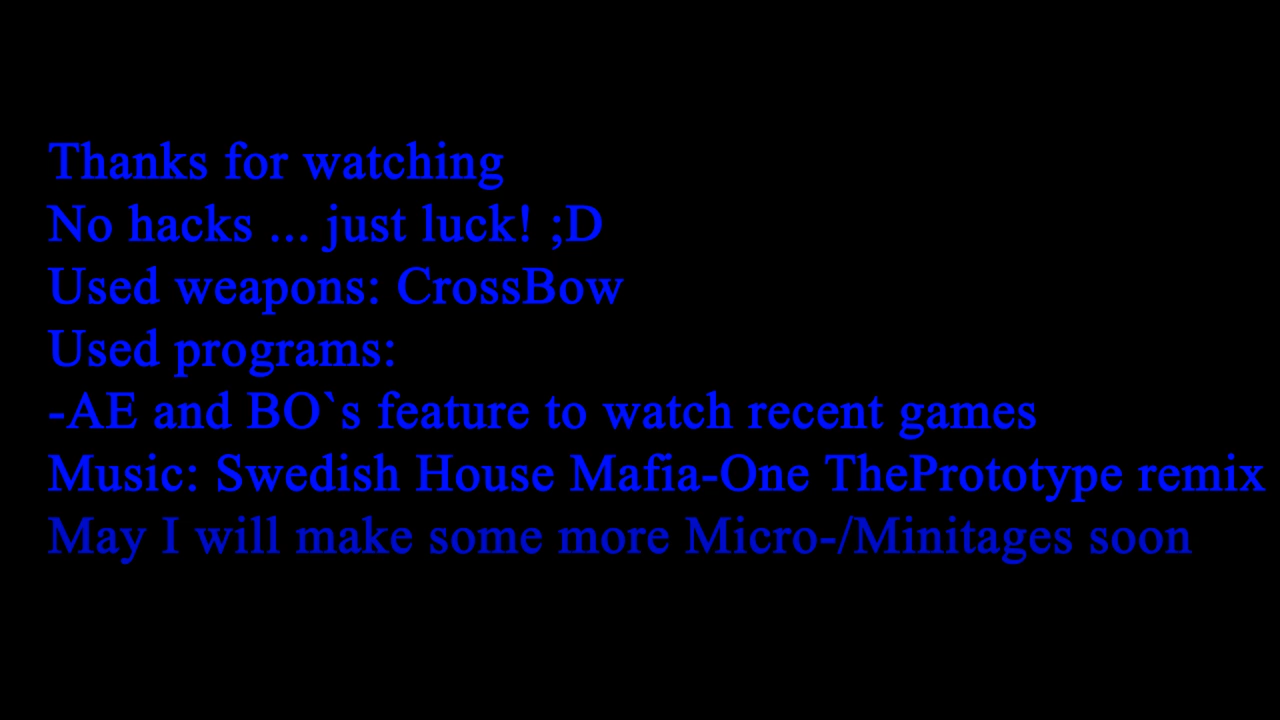 Thanks for watching
No hacks ... just luck! ;D
Used weapons: CrossBow
Used programs:
-AE and BO`s feature to watch recent games
Music: Swedish House Mafia-One ThePrototype remix
May I will make some more Micro-/Minitages soon